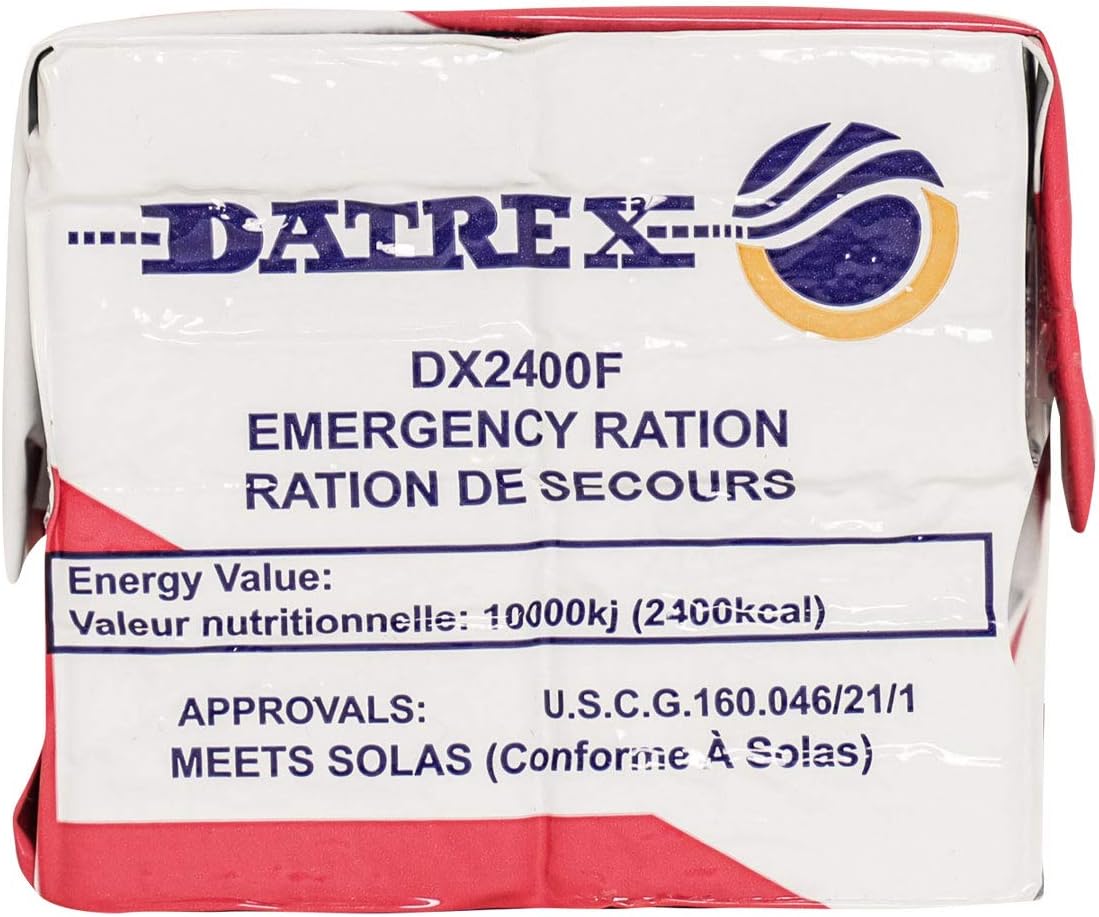 DATREX
DX2400F
EMERGENCY RATION
RATION DE SECOURS
Energy Value:
Valeur nutritionnelle: 10000kj (2400kcal)
APPROVALS: U.S.C.G.160.046/21/1
MEETS SOLAS (Conforme À Solas)